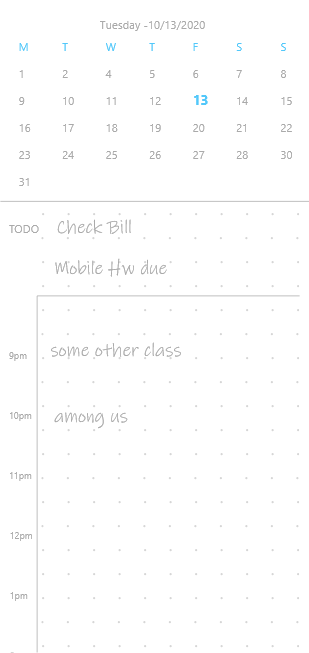 Tuesday -10/13/2020
M T W T F S S
1 2 4 5 6 7 8
9 10 11 12 13 14 15
16 17 18 19 20 21 22
23 24 25 26 27 28 30
31
TODO Check Bill
Mobile Hw due
9pm some other class
10pm among us
11pm
12pm
1pm